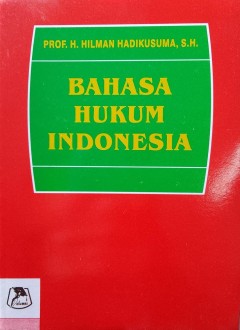 PROF. H. HILMAN HADIKUSUMA, S.H.
BAHASA
HUKUM
INDONESIA